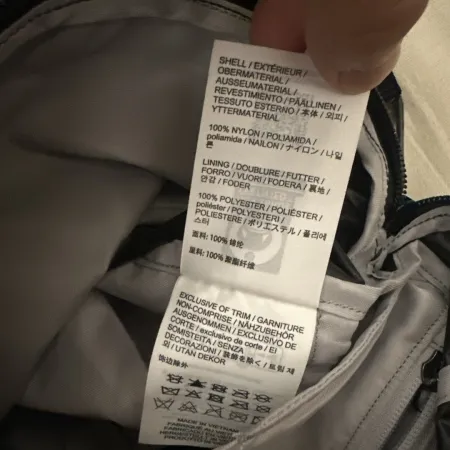 SHELL / EXTÉRIEUR /
OBERMATERIAL /
AUSSEUMATERIAL /
REVESTIMIENTO / PÄÄLLINEN /
TESSUTO ESTERNO / 本体 / 외피 /
YTTERMATERIAL
100% NYLON / POLIAMIDA /
poliamida / NAILON / ナイロン / 나일
론
LINING / DOUBLURE / FUTTER /
FORRO / VUORI / FODERA / 裏地 /
안감 / FODER
100% POLYESTER / POLYESTER /
poliéster / POLYESTERI /
POLIESTERE / ポリエステル / 폴리에
스터
面料: 100% 锦纶
里料: 100% 聚酯纤维
EXCLUSIVE OF TRIM / GARNITURE
NON-COMPRISE / NÄHZUBEHÖR
AUSGENOMMEN / EXCLUSIVO DE
CORTE / exclusivo de corte / EI
SOMISTEITA / SENZA
DECORAZIONI / 装飾を除く / 트림 제
외 / UTAN DEKOR
饰边除外
MADE IN VIETNAM